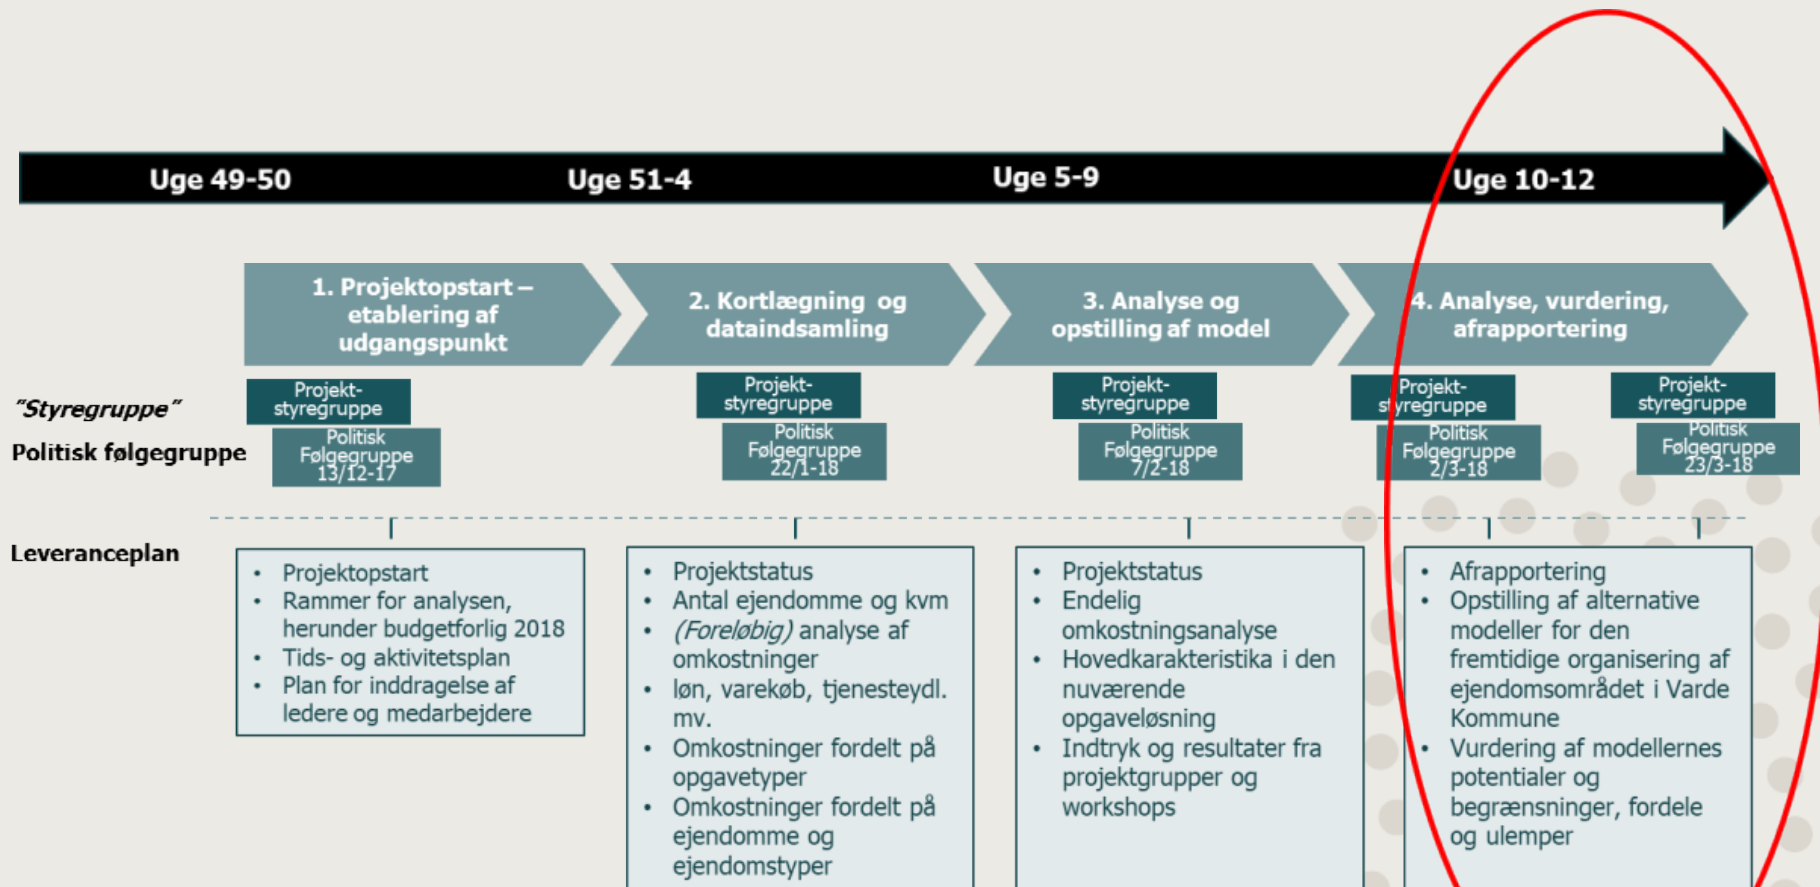 Uge 49-50
Uge 51-4
Uge 5-9
Uge 10-12
1. Projektopstart –
etablering af
udgangspunkt
2. Kortlægning og
dataindsamling
3. Analyse og
opstilling af model
4. Analyse, vurdering,
afrapportering
"Styregruppe"
Projekt-
styregruppe
Projekt-
styregruppe
Projekt-
styregruppe
Projekt-
styregruppe
Projekt-
styregruppe
Politisk følgegruppe
Politisk
Følgegruppe
13/12-17
Politisk
Følgegruppe
22/1-18
Politisk
Følgegruppe
7/2-18
Politisk
Følgegruppe
2/3-18
Politisk
Følgegruppe
23/3-18
Leveranceplan
• Projektopstart
• Rammer for analysen,
herunder budgetforlig 2018
• Tids- og aktivitetsplan
• Plan for inddragelse af
ledere og medarbejdere
• Projektstatus
• Antal ejendomme og kvm
• (Foreløbig) analyse af
omkostninger
• løn, varekøb, tjenesteydl.
mv.
• Omkostninger fordelt på
opgavetyper
• Omkostninger fordelt på
ejendomme og
ejendomstyper
• Projektstatus
• Endelig
omkostningsanalyse
• Hovedkarakteristika i den
nuværende
opgaveløsning
• Indtryk og resultater fra
projektgrupper og
workshops
• Afrapportering
• Opstilling af alternative
modeller for den
fremtidige organisering af
ejendomsområdet i Varde
Kommune
• Vurdering af modellernes
potentialer og
begrænsninger, fordele
og ulemper